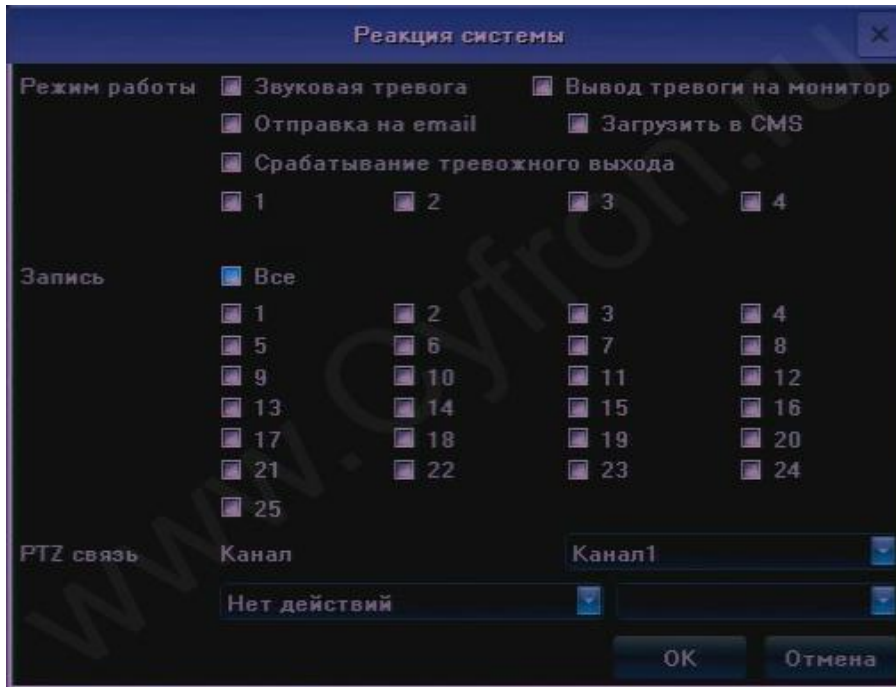 Реакция системы
Режим работы Звуковая тревога Вывод тревоги на монитор
Отправка на email Загрузить в CMS
Срабатывание тревожного выхода
1 2 3 4
Запись Все
1 2 3 4
5 6 7 8
9 10 11 12
13 14 15 16
17 18 19 20
21 22 23 24
25
PTZ связь Канал Канал1
Нет действий
OK Отмена
www.Cyfron.ru